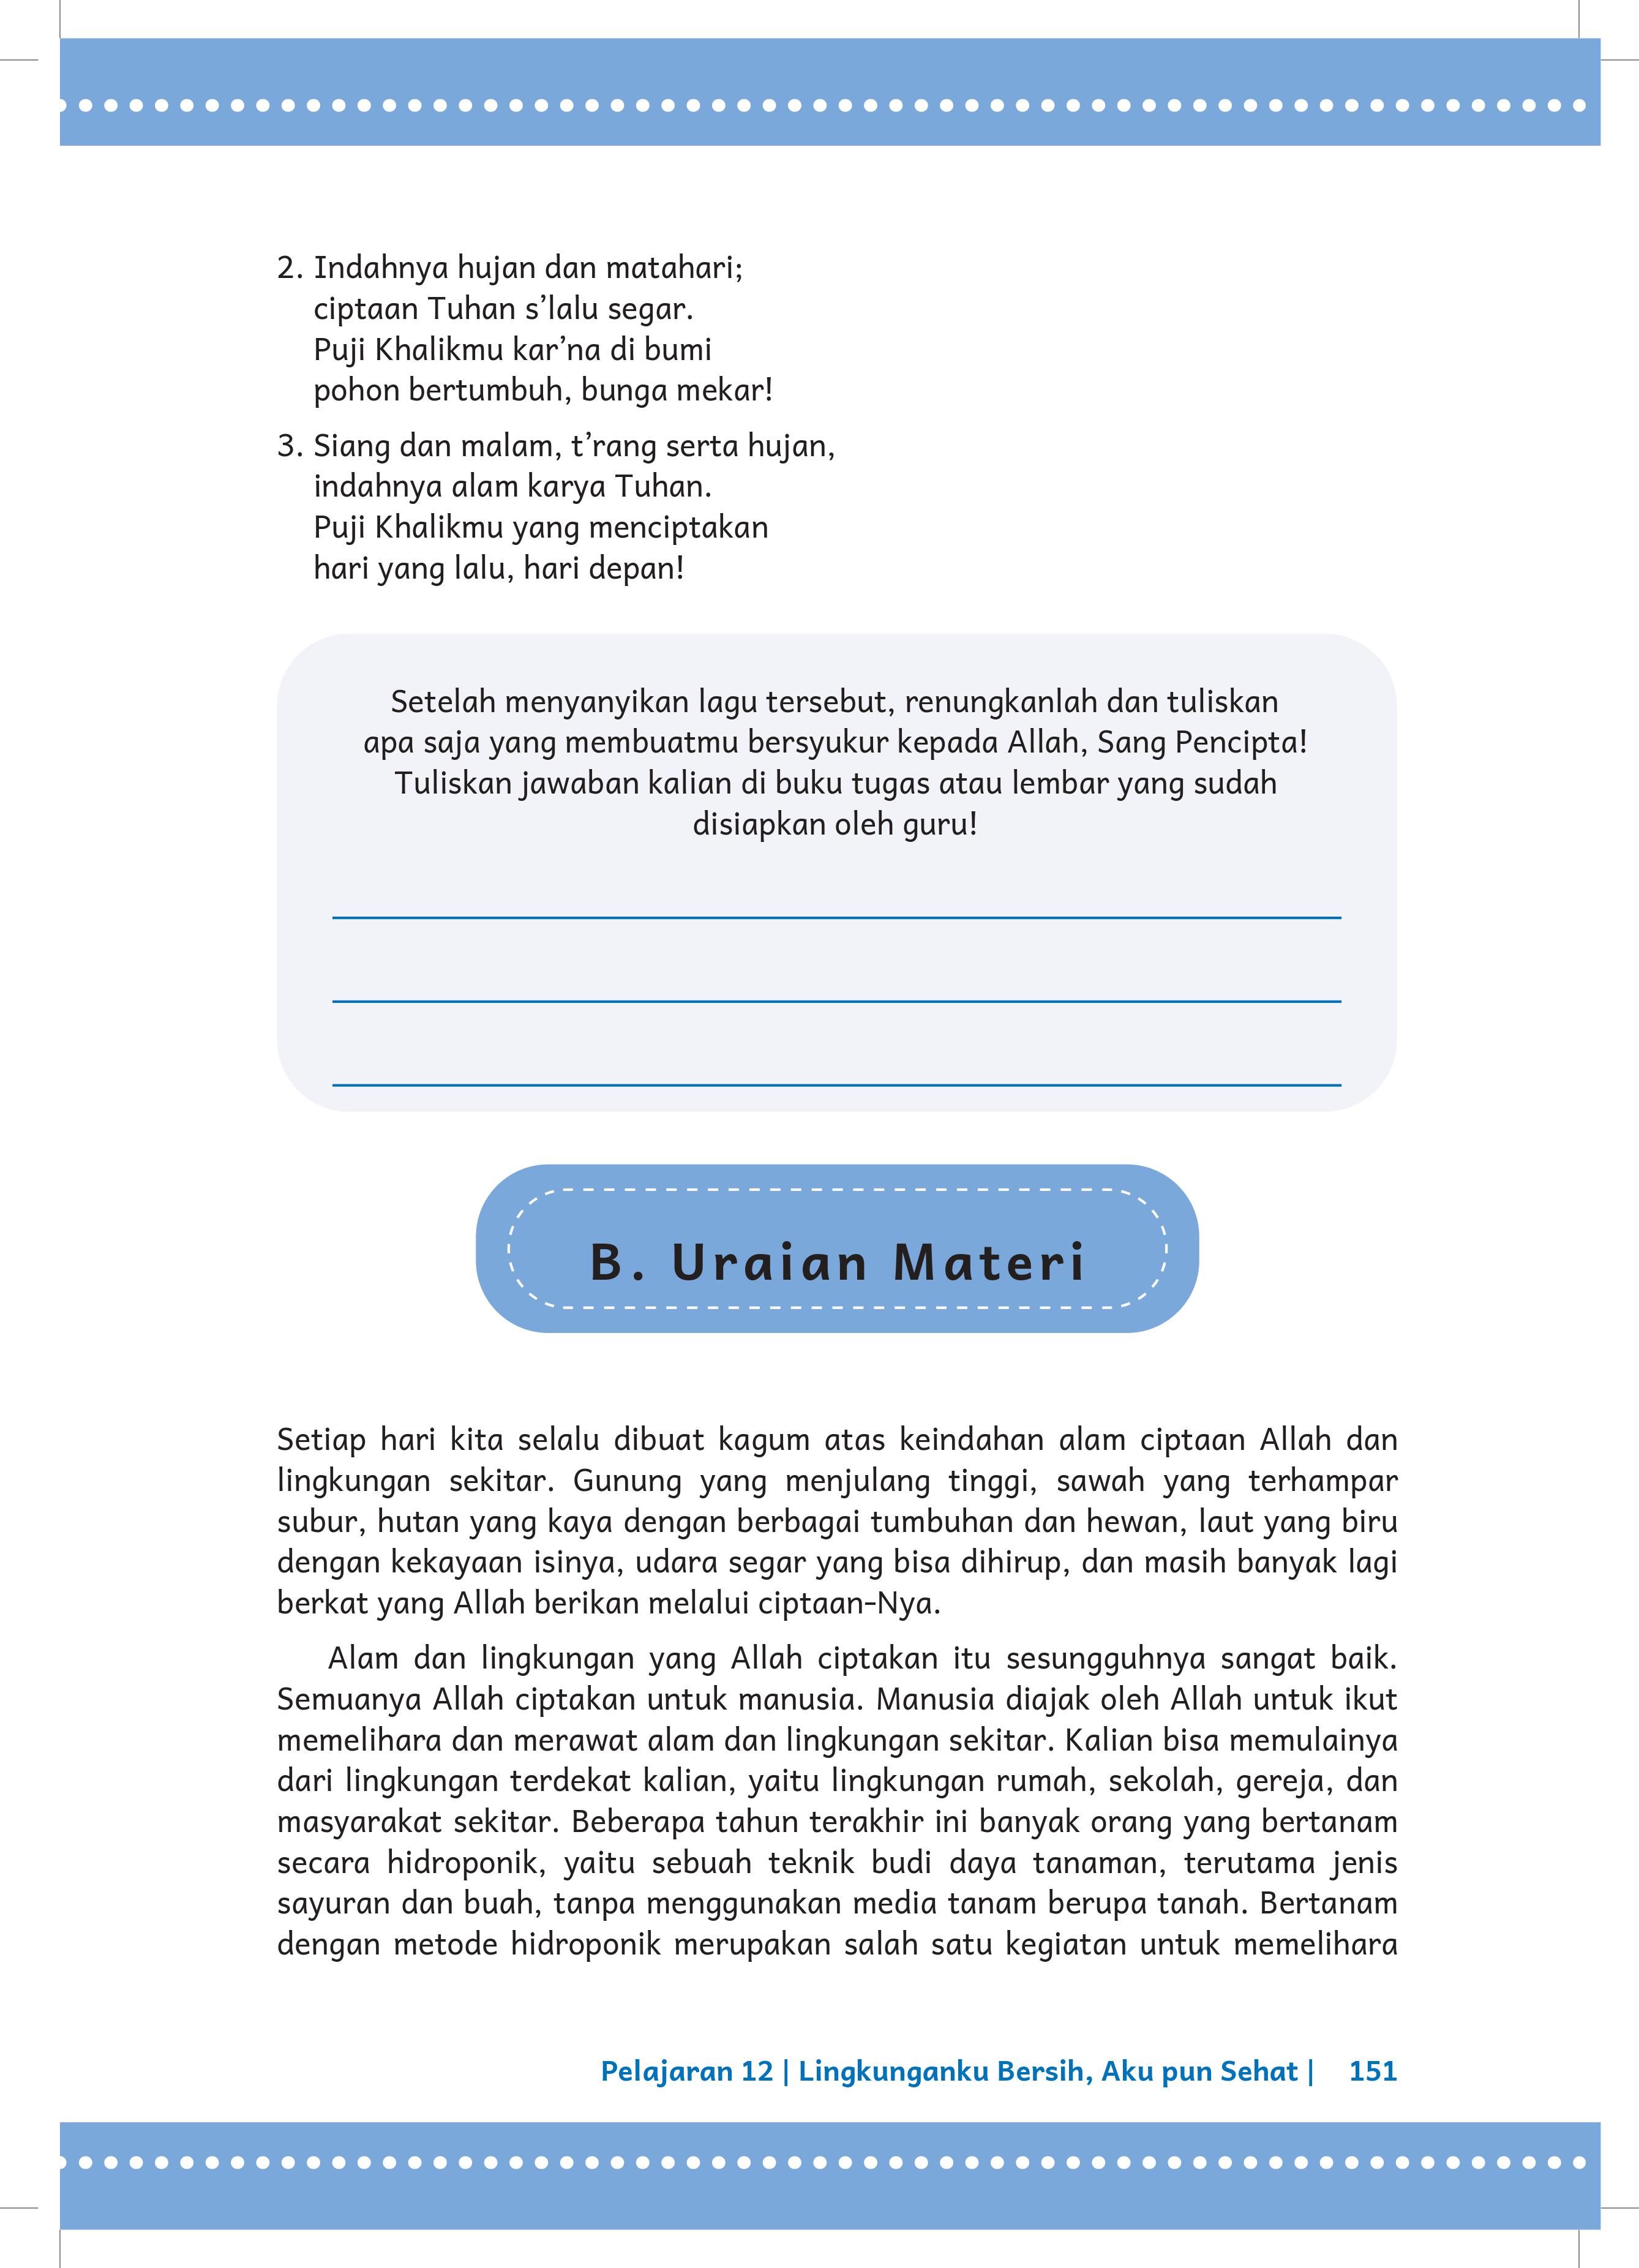 2. Indahnya hujan dan matahari;
ciptaan Tuhan s’lalu segar.
Puji Khalikmu kar’na di bumi
pohon bertumbuh, bunga mekar!
3. Siang dan malam, t’rang serta hujan,
indahnya alam karya Tuhan.
Puji Khalikmu yang menciptakan
hari yang lalu, hari depan!
Setelah menyanyikan lagu tersebut, renungkanlah dan tuliskan
apa saja yang membuatmu bersyukur kepada Allah, Sang Pencipta!
Tuliskan jawaban kalian di buku tugas atau lembar yang sudah
disiapkan oleh guru!
B. Uraian Materi
Setiap hari kita selalu dibuat kagum atas keindahan alam ciptaan Allah dan
lingkungan sekitar. Gunung yang menjulang tinggi, sawah yang terhampar
subur, hutan yang kaya dengan berbagai tumbuhan dan hewan, laut yang biru
dengan kekayaan isinya, udara segar yang bisa dihirup, dan masih banyak lagi
berkat yang Allah berikan melalui ciptaan-Nya.
Alam dan lingkungan yang Allah ciptakan itu sesungguhnya sangat baik.
Semuanya Allah ciptakan untuk manusia. Manusia diajak oleh Allah untuk ikut
memelihara dan merawat alam dan lingkungan sekitar. Kalian bisa memulainya
dari lingkungan terdekat kalian, yaitu lingkungan rumah, sekolah, gereja, dan
masyarakat sekitar. Beberapa tahun terakhir ini banyak orang yang bertanam
secara hidroponik, yaitu sebuah teknik budi daya tanaman, terutama jenis
sayuran dan buah, tanpa menggunakan media tanam berupa tanah. Bertanam
dengan metode hidroponik merupakan salah satu kegiatan untuk memelihara
Pelajaran 12 | Lingkunganku Bersih, Aku pun Sehat | 151